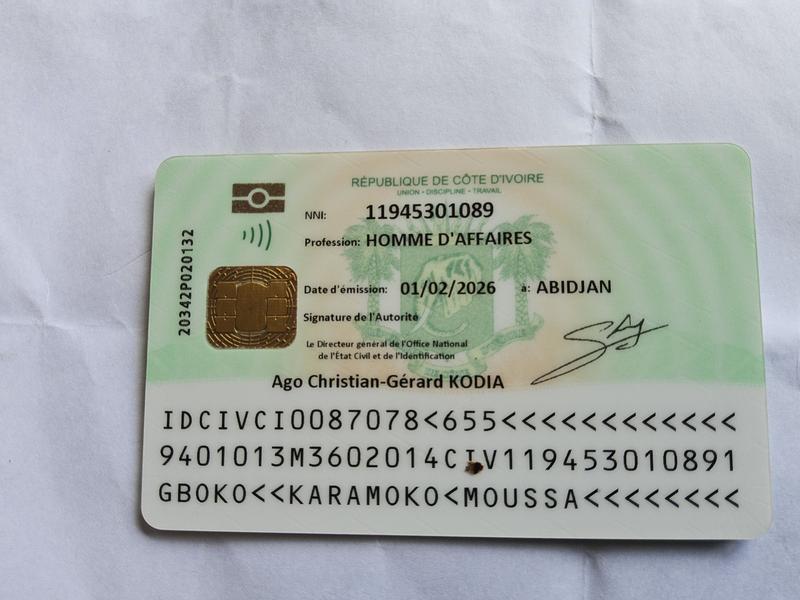 RÉPUBLIQUE DE CÔTE D'IVOIRE
UNION - DISCIPLINE - TRAVAIL
NNI: 11945301089
Profession: HOMME D'AFFAIRES
20342P020132
Date d'émission: 01/02/2026 à: ABIDJAN
Signature de l'Autorité
Le Directeur général de l'Office National
de l'État Civil et de l'Identification
Ago Christian-Gérard KODIA
IDCIVCI0087078<655<<<<<<<<<<<<
9401013M3602014CIV119453010891
GBOKO<<KARAMOKO<MOUSSA<<<<<<<<